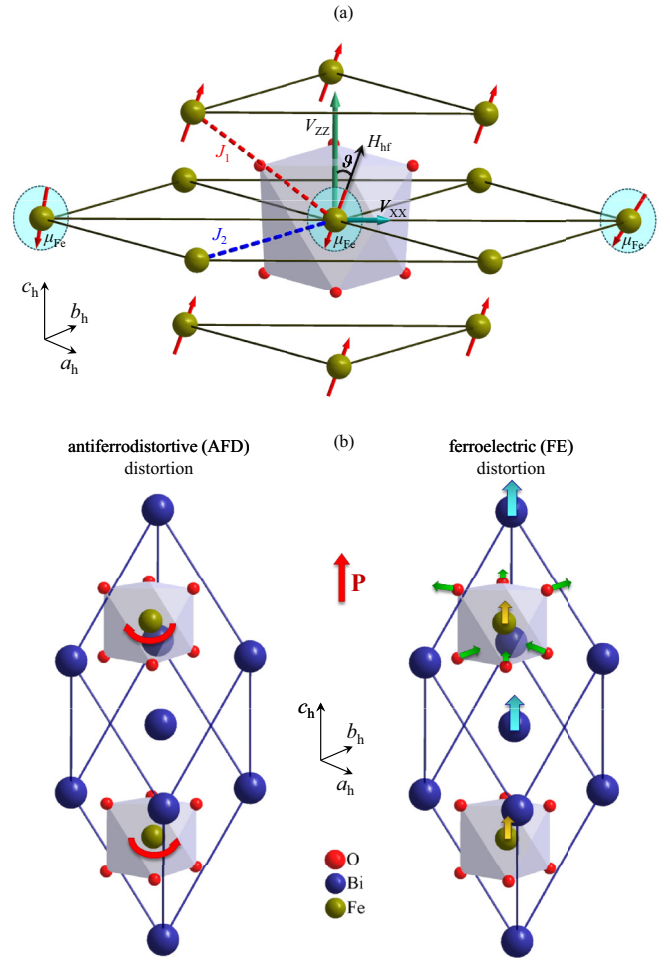 (a)
V_ZZ
H_hf
ϑ
J_1
V_XX
J_2
μ_Fe
μ_Fe
μ_Fe
c_h
b_h
a_h
antiferrodistortive (AFD)
distortion
(b)
ferroelectric (FE)
distortion
P
c_h
b_h
a_h
O
Bi
Fe